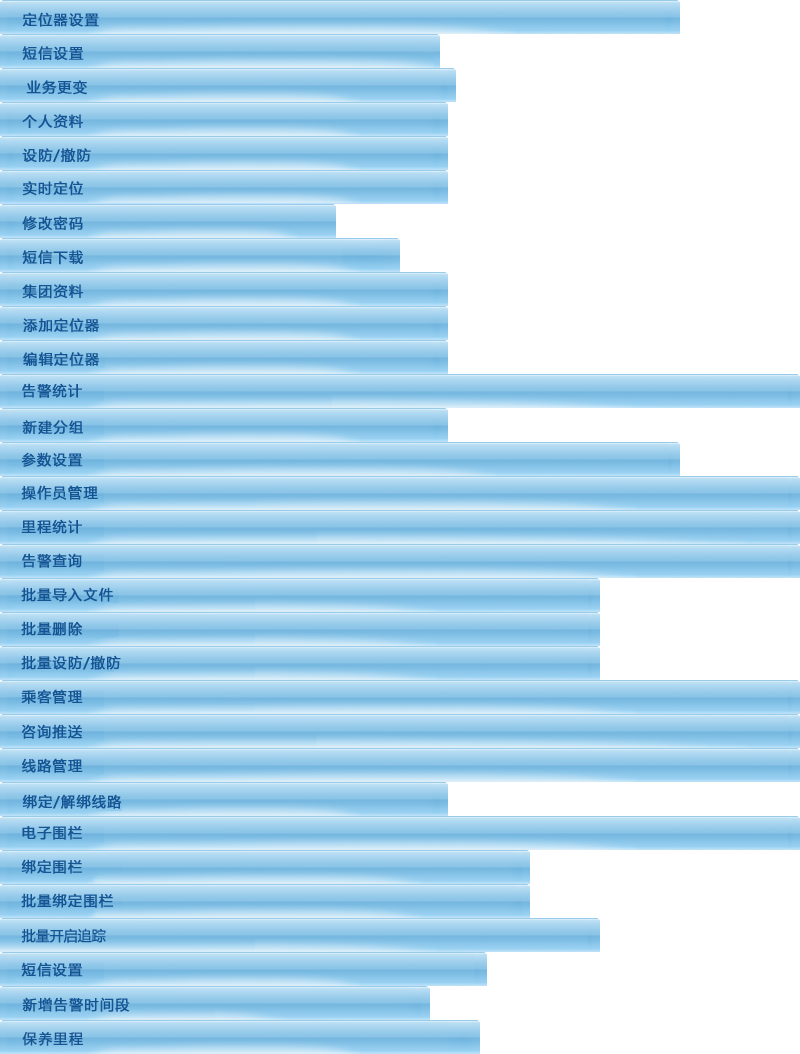 定位器设置
短信设置
业务更变
个人资料
设防/撤防
实时定位
修改密码
短信下载
集团资料
添加定位器
编辑定位器
告警统计
新建分组
参数设置
操作员管理
里程统计
告警查询
批量导入文件
批量删除
批量设防/撤防
乘客管理
咨询推送
线路管理
绑定/解绑线路
电子围栏
绑定围栏
批量绑定围栏
批量开启追踪
短信设置
新增告警时间段
保养里程